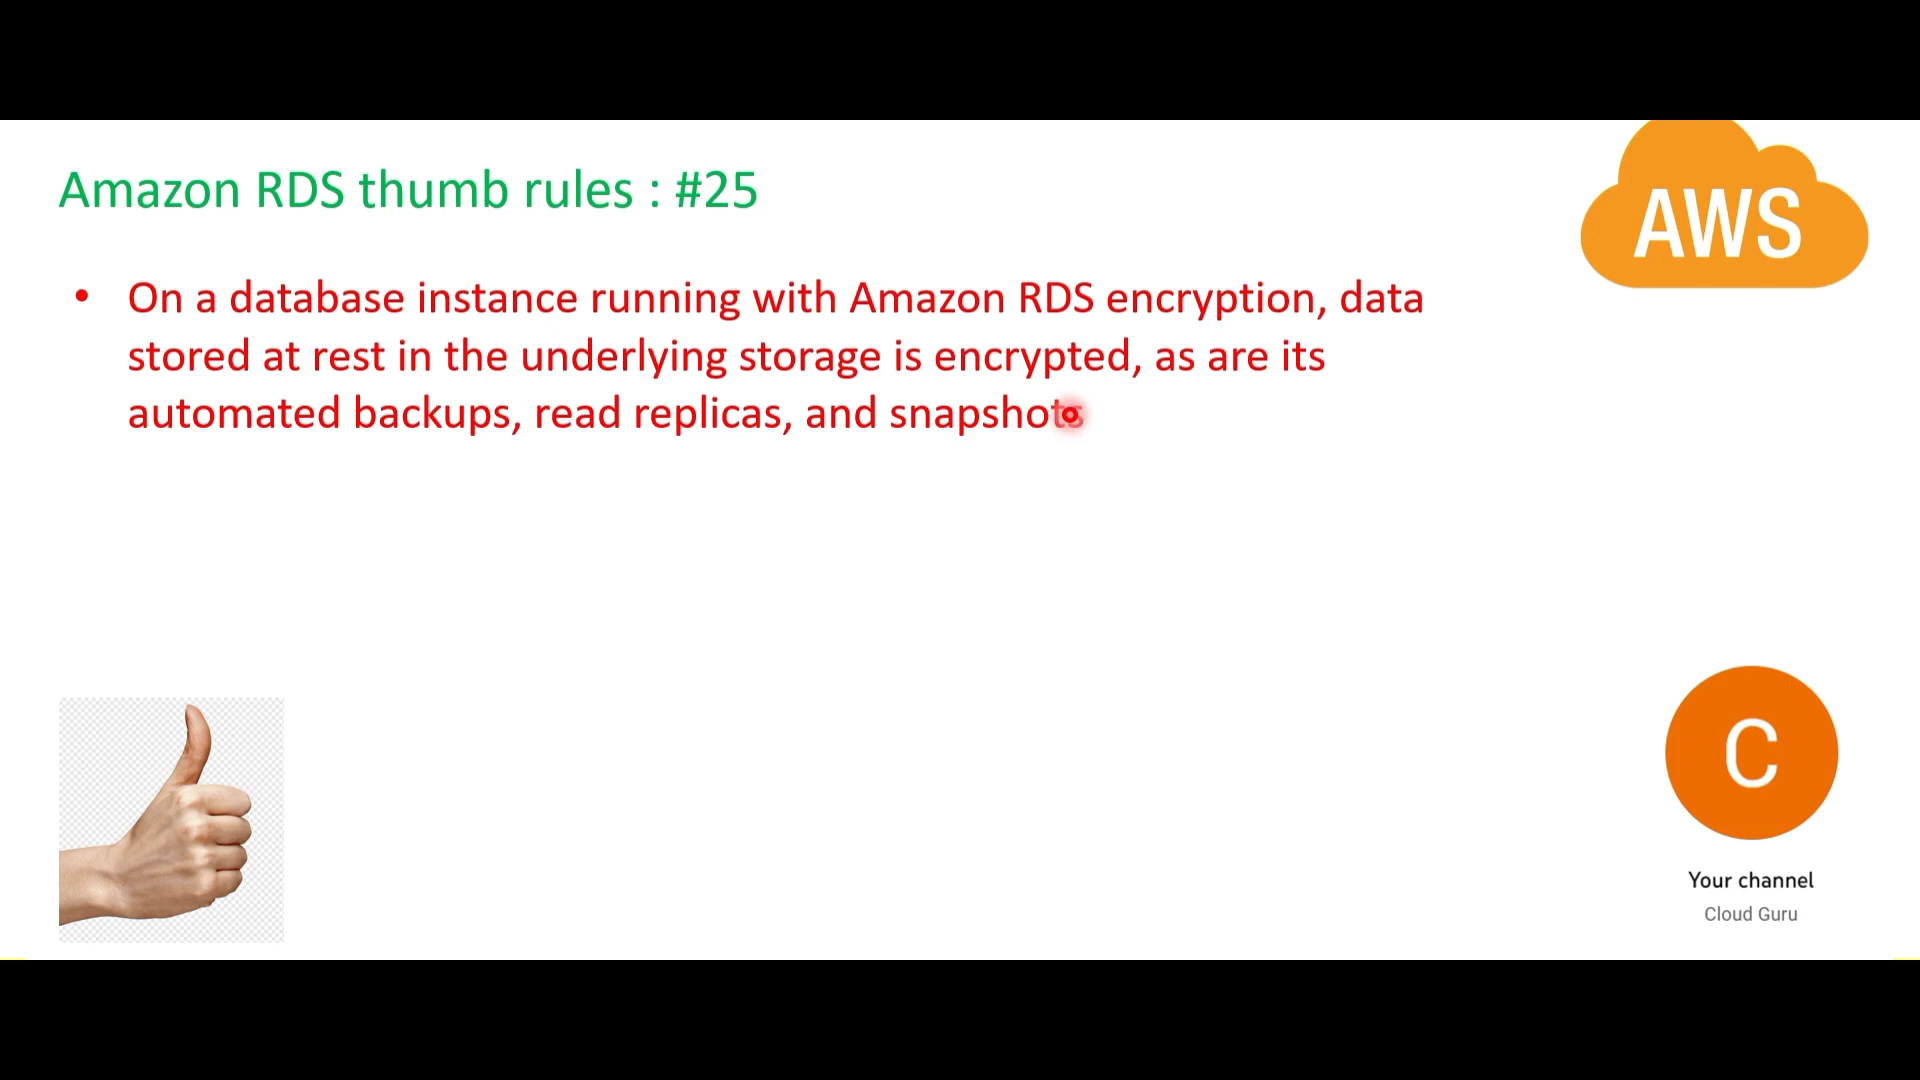 Amazon RDS thumb rules : #25
AWS
• On a database instance running with Amazon RDS encryption, data
stored at rest in the underlying storage is encrypted, as are its
automated backups, read replicas, and snapshots
C
Your channel
Cloud Guru